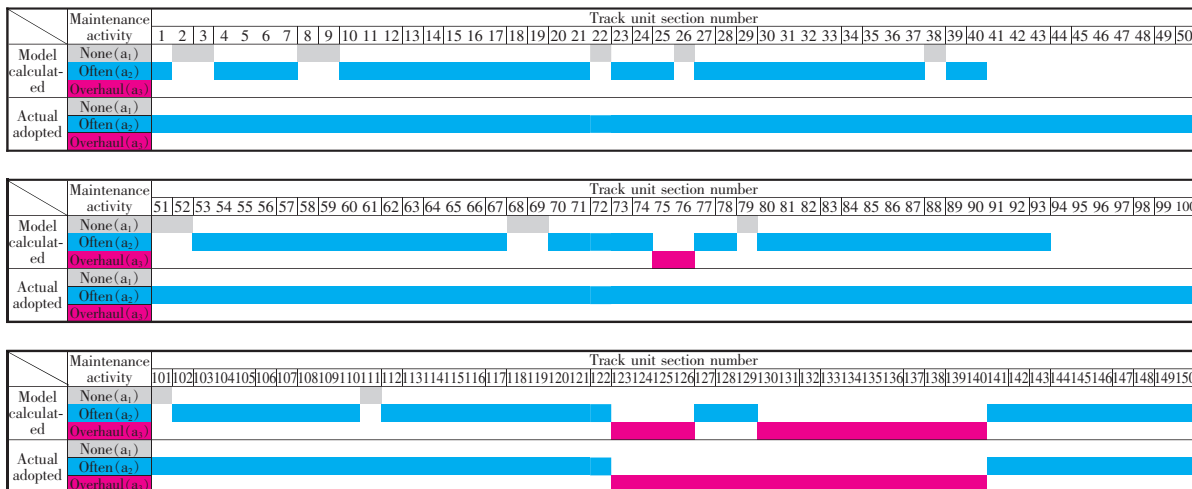 Maintenance activity Track unit section number
1 2 3 4 5 6 7 8 9 10 11 12 13 14 15 16 17 18 19 20 21 22 23 24 25 26 27 28 29 30 31 32 33 34 35 36 37 38 39 40 41 42 43 44 45 46 47 48 49 50
Model calculat-ed None(a₁)
Often(a₂)
Overhaul(a₃)
Actual adopted None(a₁)
Often(a₂)
Overhaul(a₃)
Maintenance activity Track unit section number
51 52 53 54 55 56 57 58 59 60 61 62 63 64 65 66 67 68 69 70 71 72 73 74 75 76 77 78 79 80 81 82 83 84 85 86 87 88 89 90 91 92 93 94 95 96 97 98 99 100
Model calculat-ed None(a₁)
Often(a₂)
Overhaul(a₃)
Actual adopted None(a₁)
Often(a₂)
Overhaul(a₃)
Maintenance activity Track unit section number
101 102 103 104 105 106 107 108 109 110 111 112 113 114 115 116 117 118 119 120 121 122 123 124 125 126 127 128 129 130 131 132 133 134 135 136 137 138 139 140 141 142 143 144 145 146 147 148 149 150
Model calculat-ed None(a₁)
Often(a₂)
Overhaul(a₃)
Actual adopted None(a₁)
Often(a₂)
Overhaul(a₃)